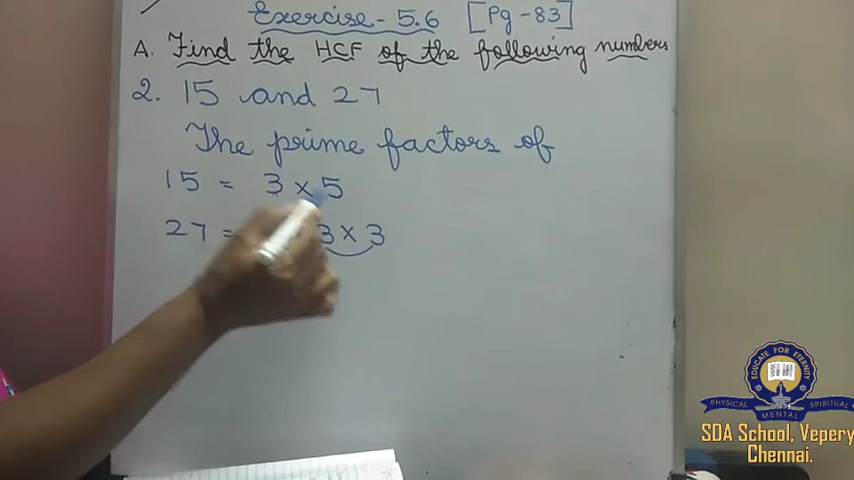 Exercise - 5.6 [Pg - 83]
A. Find the HCF of the following numbers
2. 15 and 27
The prime factors of
15 = 3 x 5
27 = 3 x 3
EDUCATE FOR ETERNITY
PHYSICAL MENTAL SPIRITUAL
SDA School, Vepery
Chennai.